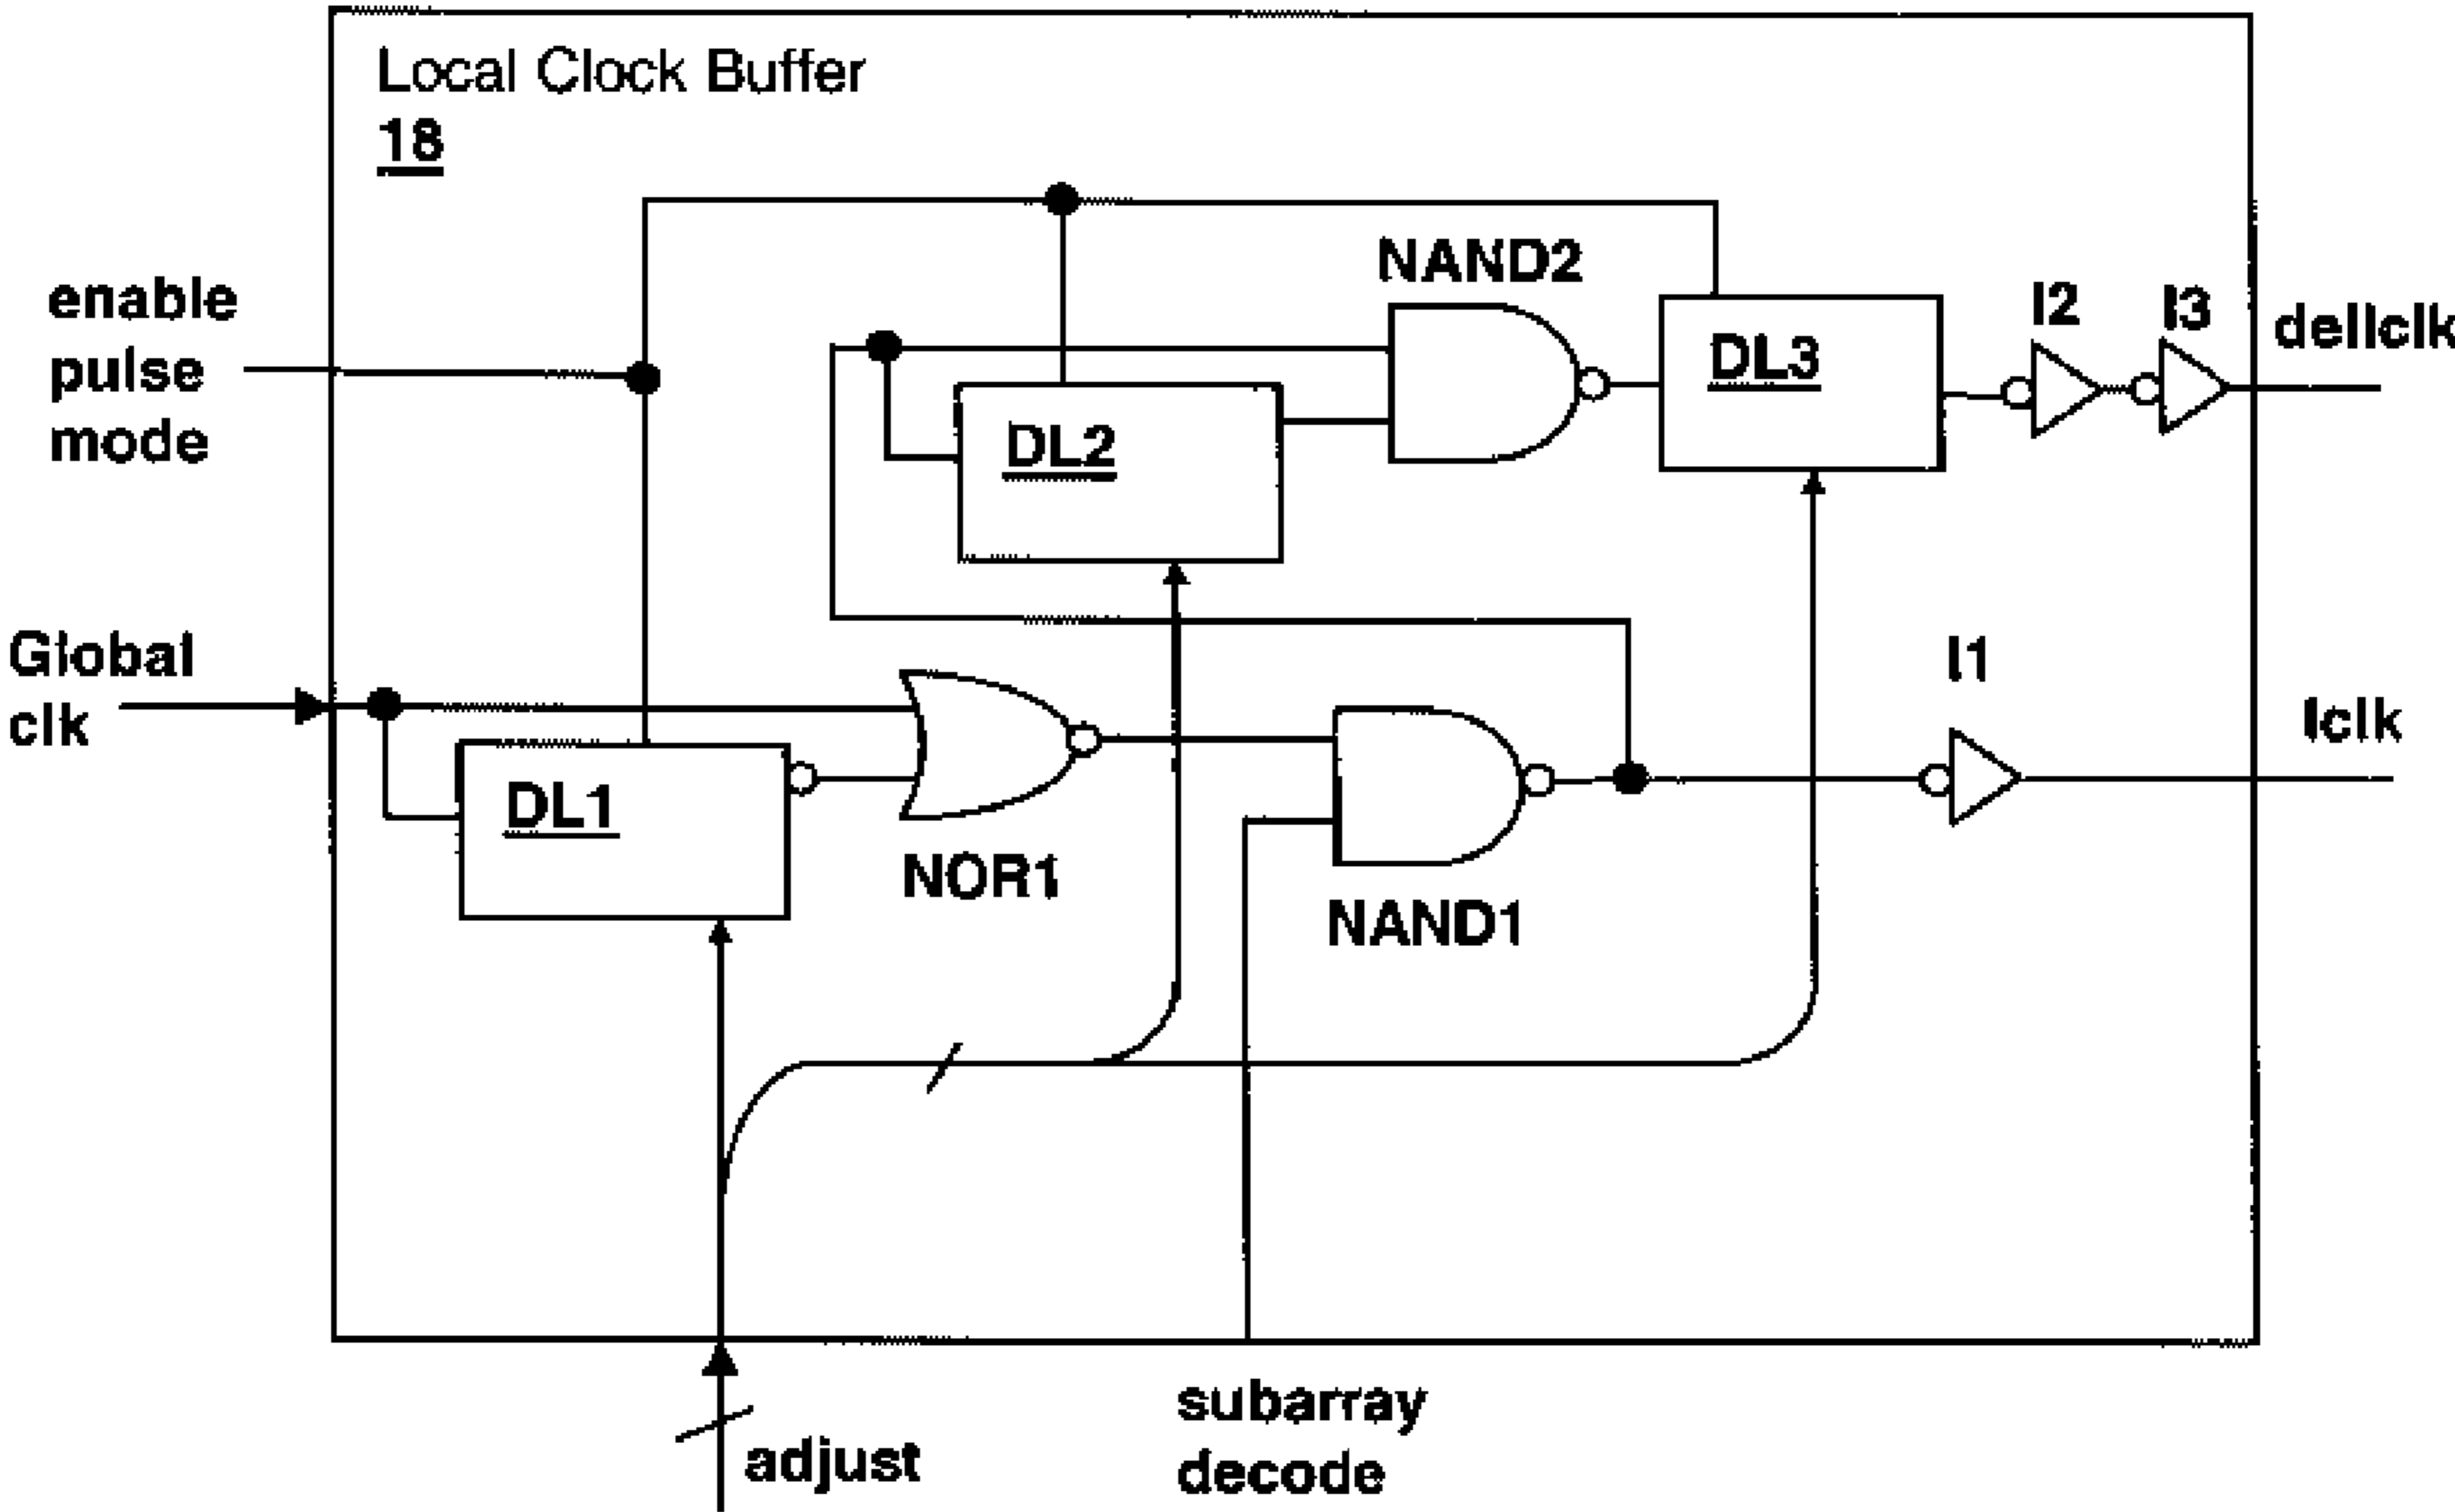 Local Clock Buffer
18
enable
pulse
mode
NAND2
DL3
I2
I3
dellclk
DL2
Global
clk
DL1
NOR1
NAND1
I1
lclk
adjust
subarray
decode